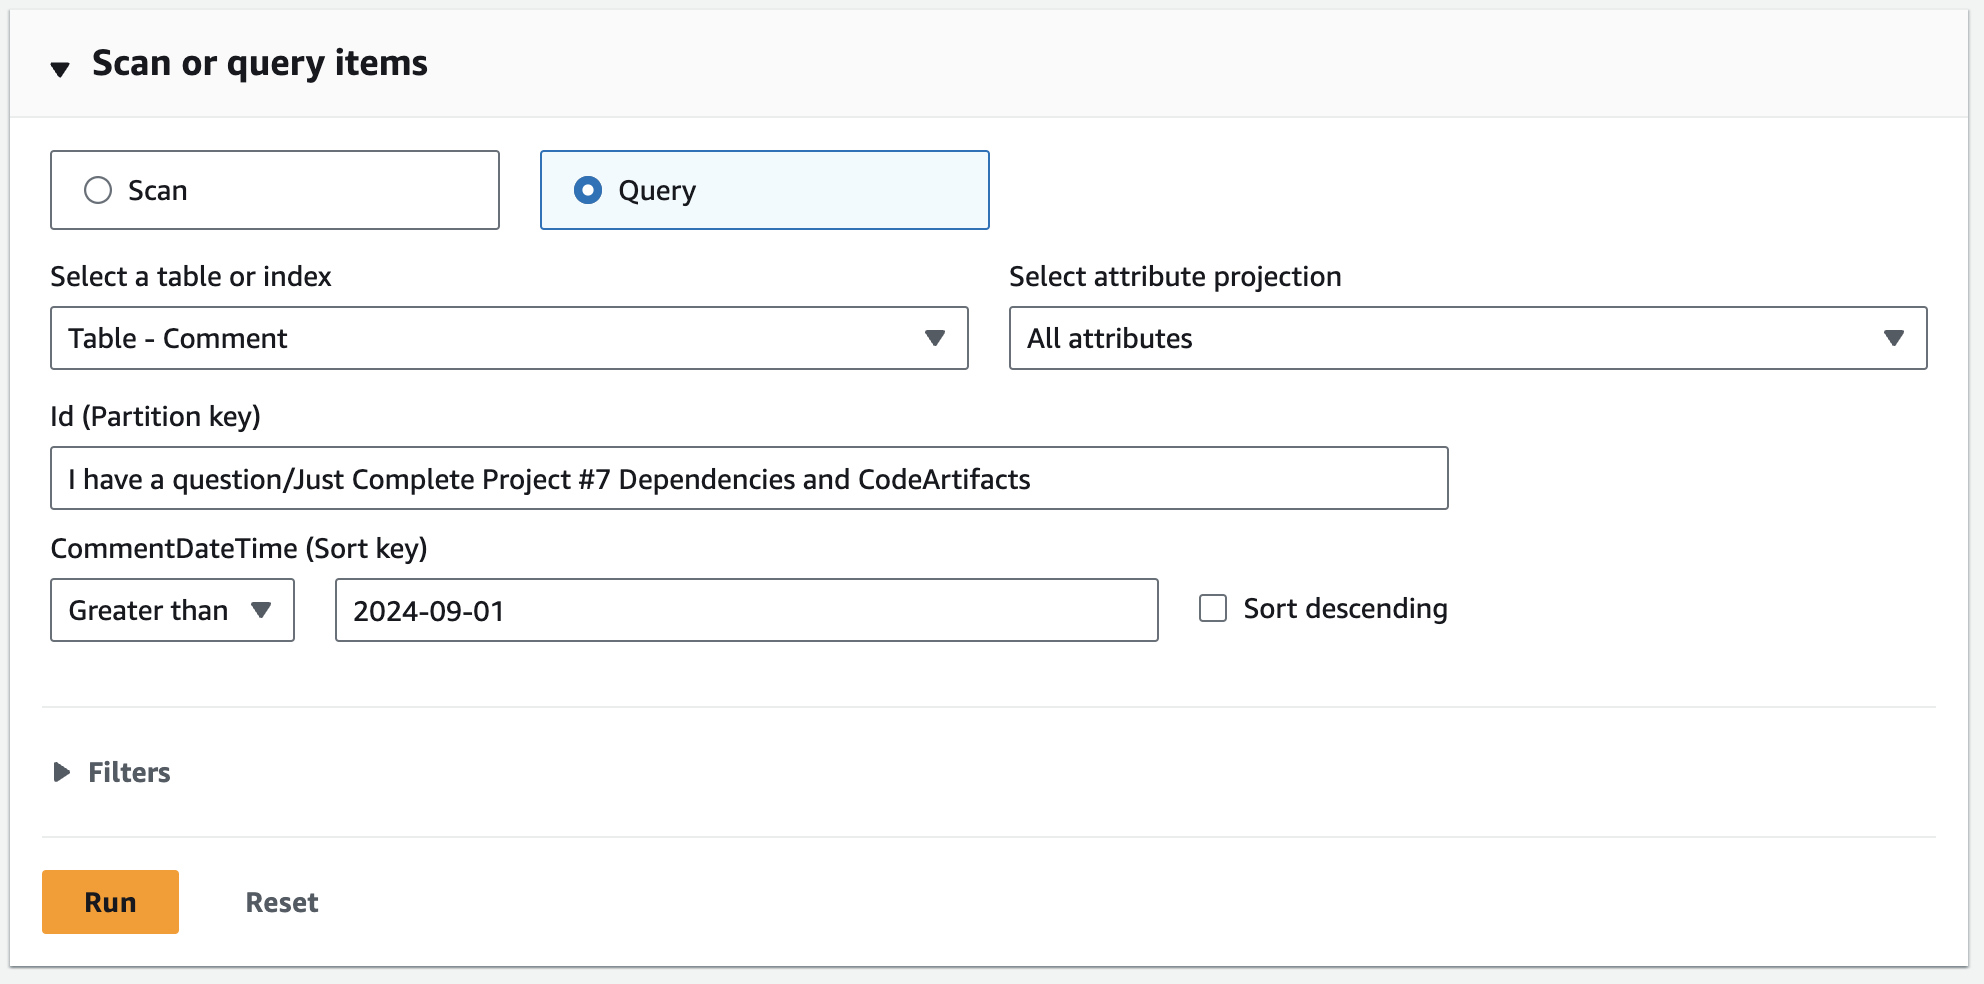 Scan or query items
Scan
Query
Select a table or index
Select attribute projection
Table - Comment
All attributes
Id (Partition key)
I have a question/Just Complete Project #7 Dependencies and CodeArtifacts
CommentDateTime (Sort key)
Greater than
2024-09-01
Sort descending
Filters
Run
Reset